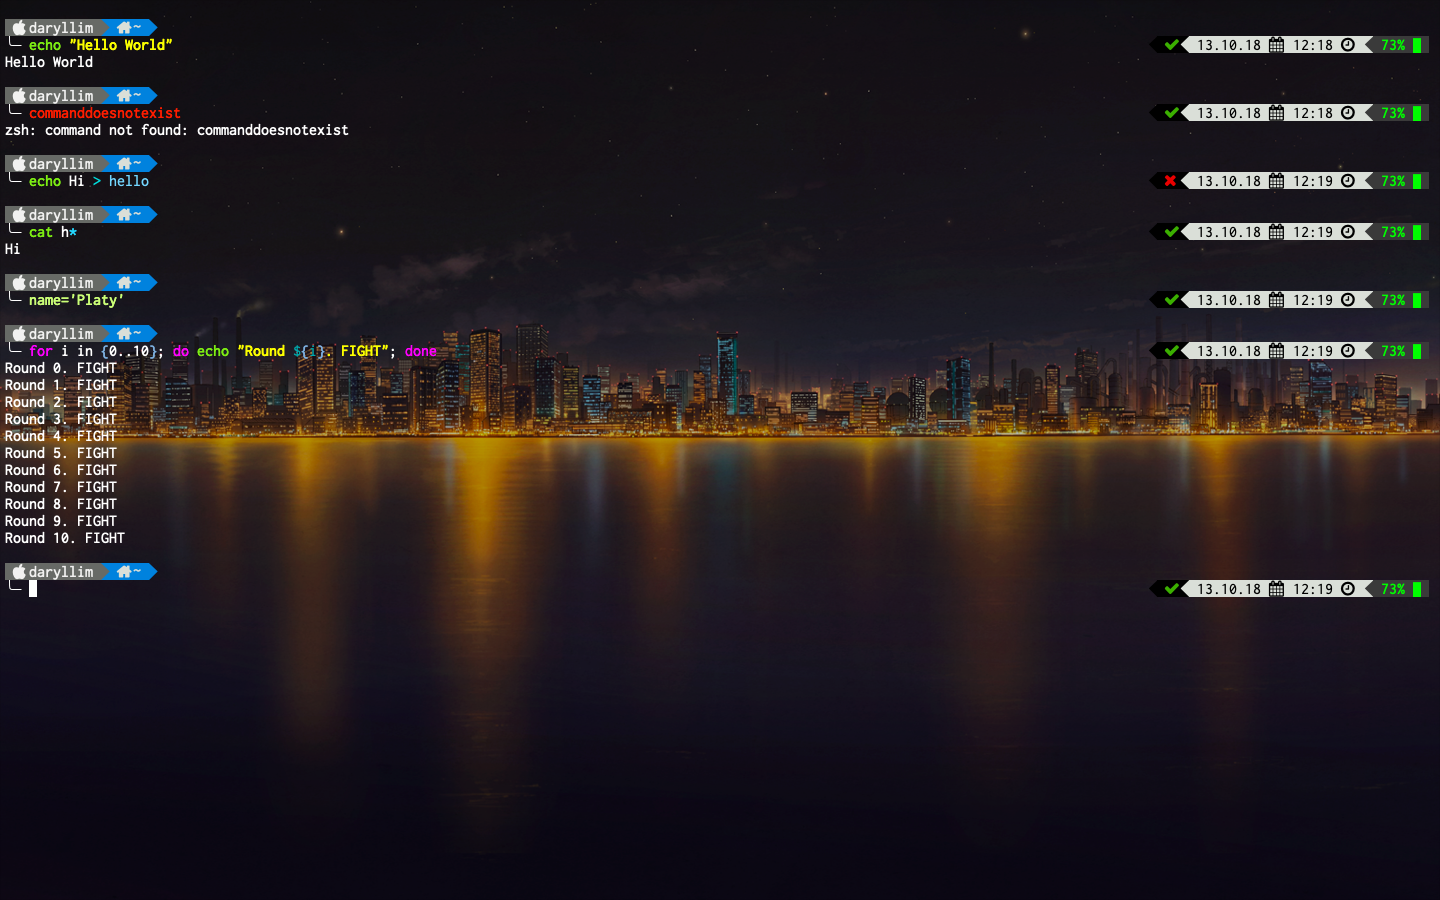 daryllim ~
echo "Hello World" 13.10.18 12:18 73%
Hello World
daryllim ~
commanddoesnotexist 13.10.18 12:18 73%
zsh: command not found: commanddoesnotexist
daryllim ~
echo Hi > hello 13.10.18 12:19 73%
daryllim ~
cat h* 13.10.18 12:19 73%
Hi
daryllim ~
name='Platy' 13.10.18 12:19 73%
daryllim ~
for i in {0..10}; do echo "Round ${i}. FIGHT"; done 13.10.18 12:19 73%
Round 0. FIGHT
Round 1. FIGHT
Round 2. FIGHT
Round 3. FIGHT
Round 4. FIGHT
Round 5. FIGHT
Round 6. FIGHT
Round 7. FIGHT
Round 8. FIGHT
Round 9. FIGHT
Round 10. FIGHT
daryllim ~
13.10.18 12:19 73%